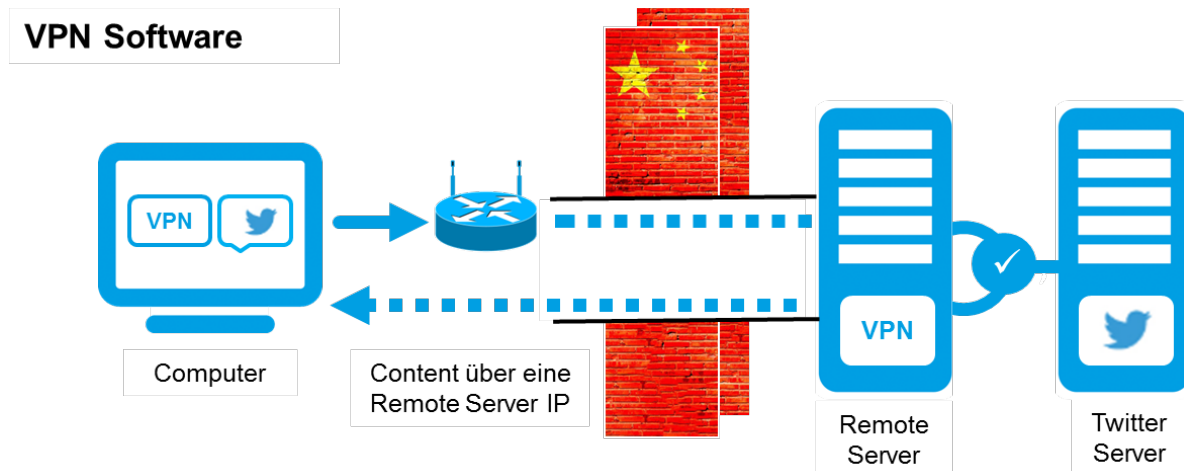 VPN Software
VPN
Computer
Content über eine
Remote Server IP
VPN
Remote
Server
Twitter
Server